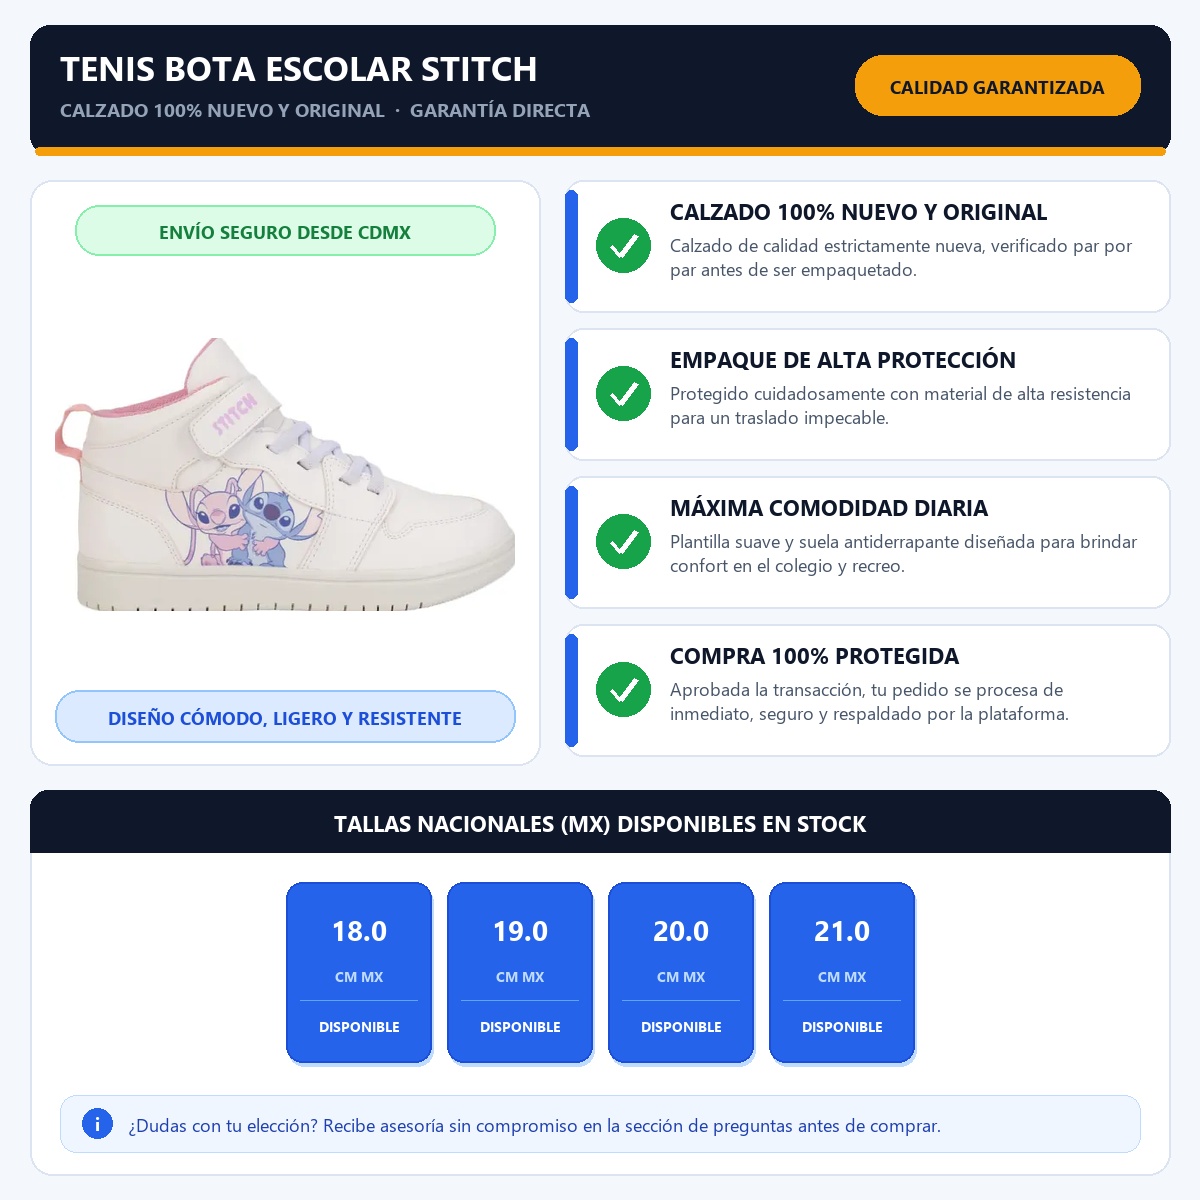 TENIS BOTA ESCOLAR STITCH
CALZADO 100% NUEVO Y ORIGINAL · GARANTÍA DIRECTA
CALIDAD GARANTIZADA
ENVÍO SEGURO DESDE CDMX
STITCH
DISEÑO CÓMODO, LIGERO Y RESISTENTE
CALZADO 100% NUEVO Y ORIGINAL
Calzado de calidad estrictamente nueva, verificado par por
par antes de ser empaquetado.
EMPAQUE DE ALTA PROTECCIÓN
Protegido cuidadosamente con material de alta resistencia
para un traslado impecable.
MÁXIMA COMODIDAD DIARIA
Plantilla suave y suela antiderrapante diseñada para brindar
confort en el colegio y recreo.
COMPRA 100% PROTEGIDA
Aprobada la transacción, tu pedido se procesa de
inmediato, seguro y respaldado por la plataforma.
TALLAS NACIONALES (MX) DISPONIBLES EN STOCK
18.0
CM MX
DISPONIBLE
19.0
CM MX
DISPONIBLE
20.0
CM MX
DISPONIBLE
21.0
CM MX
DISPONIBLE
¿Dudas con tu elección? Recibe asesoría sin compromiso en la sección de preguntas antes de comprar.